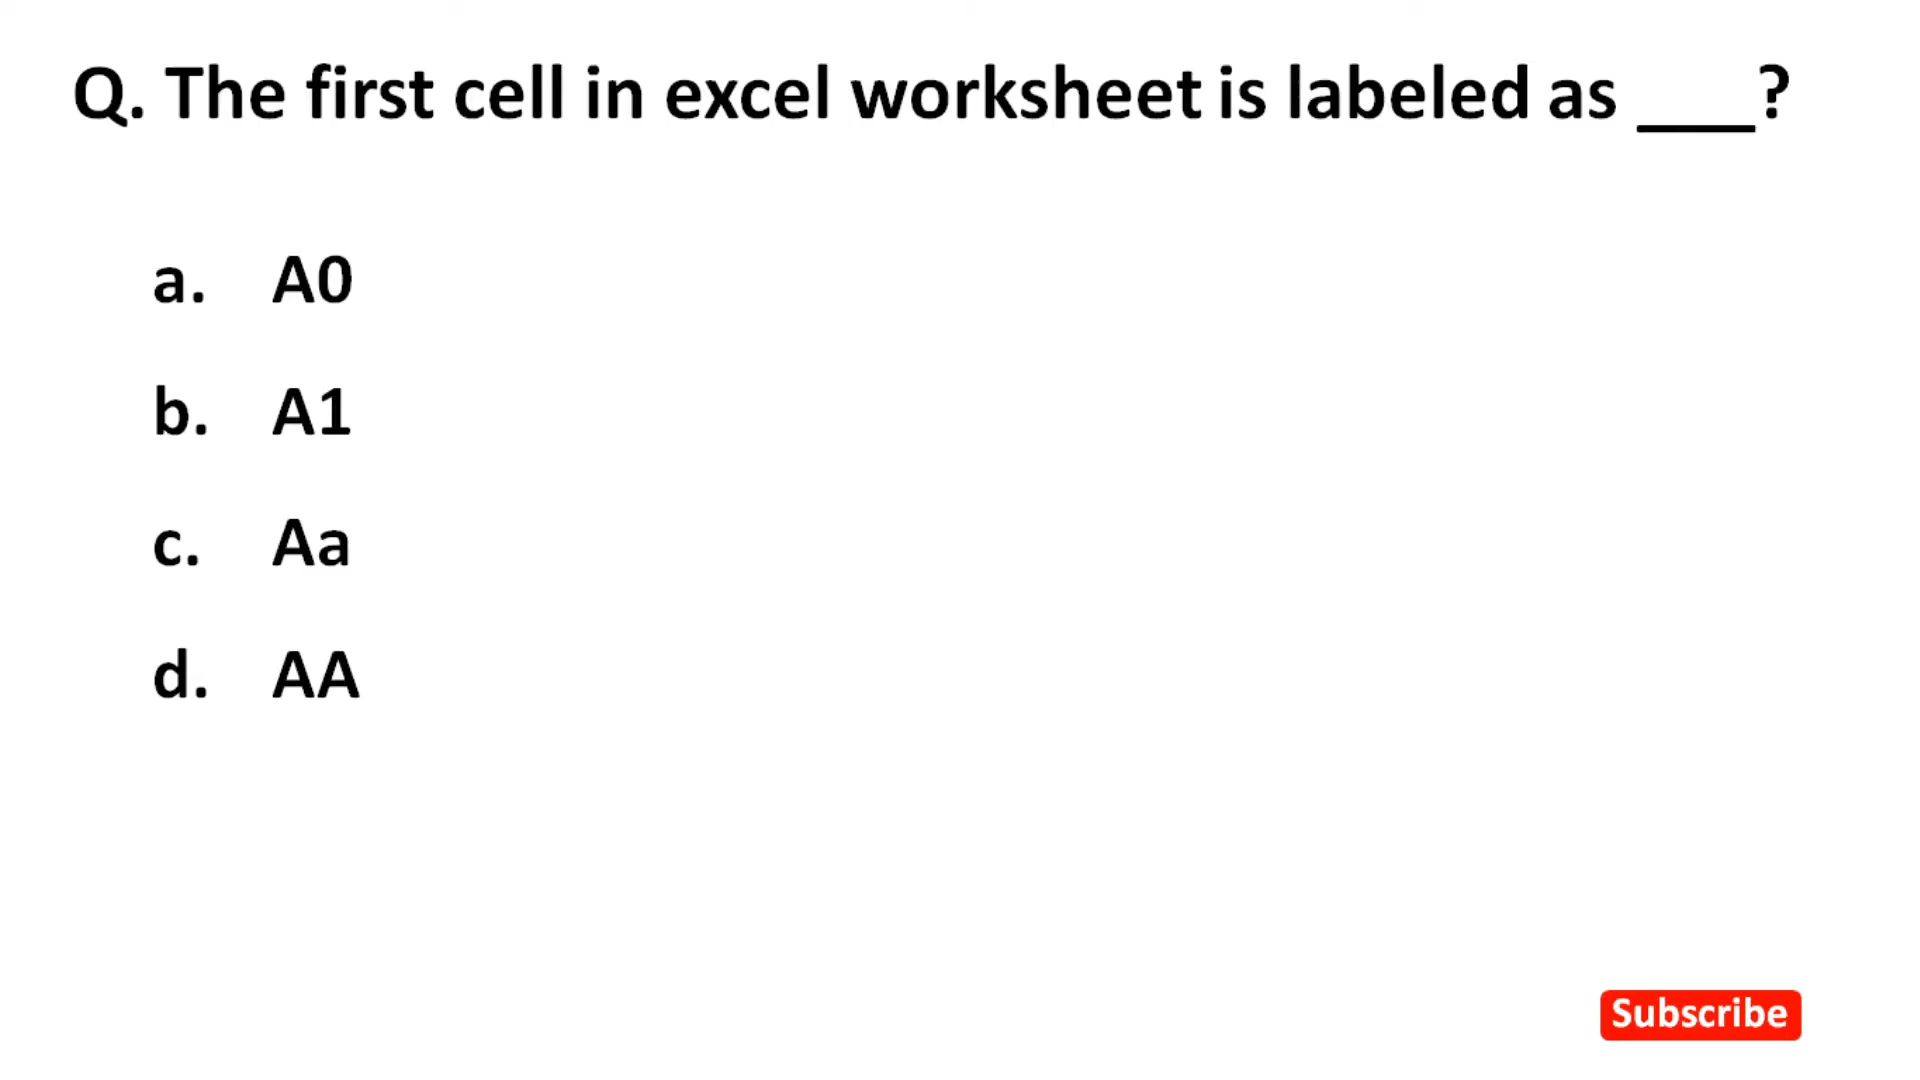 Q. The first cell in excel worksheet is labeled as ___?
a. A0
b. A1
c. Aa
d. AA
Subscribe